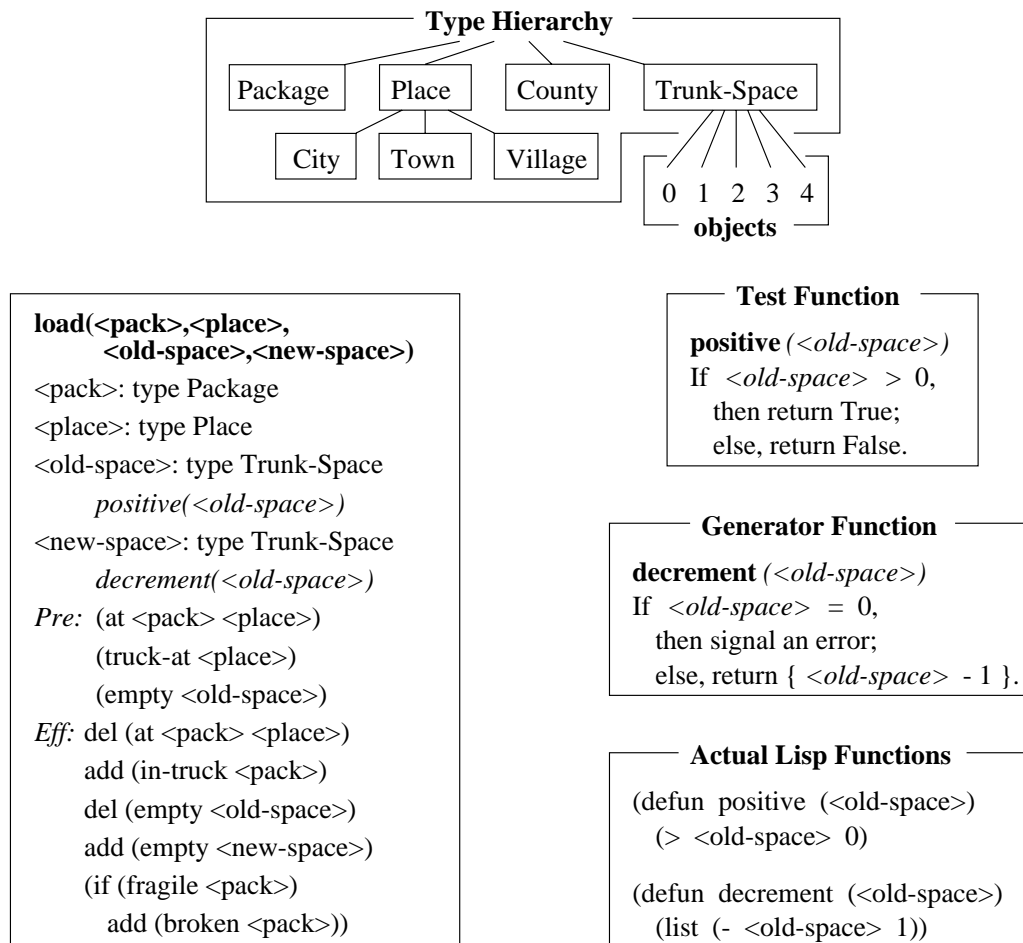 Type Hierarchy
Package Place County Trunk-Space
City Town Village
0 1 2 3 4
objects
load(<pack>,<place>,
<old-space>,<new-space>)
<pack>: type Package
<place>: type Place
<old-space>: type Trunk-Space
positive(<old-space>)
<new-space>: type Trunk-Space
decrement(<old-space>)
Pre: (at <pack> <place>)
(truck-at <place>)
(empty <old-space>)
Eff: del (at <pack> <place>)
add (in-truck <pack>)
del (empty <old-space>)
add (empty <new-space>)
(if (fragile <pack>)
add (broken <pack>))
Test Function
positive (<old-space>)
If <old-space> > 0,
then return True;
else, return False.
Generator Function
decrement (<old-space>)
If <old-space> = 0,
then signal an error;
else, return { <old-space> - 1 }.
Actual Lisp Functions
(defun positive (<old-space>)
(> <old-space> 0)
(defun decrement (<old-space>)
(list (- <old-space> 1))